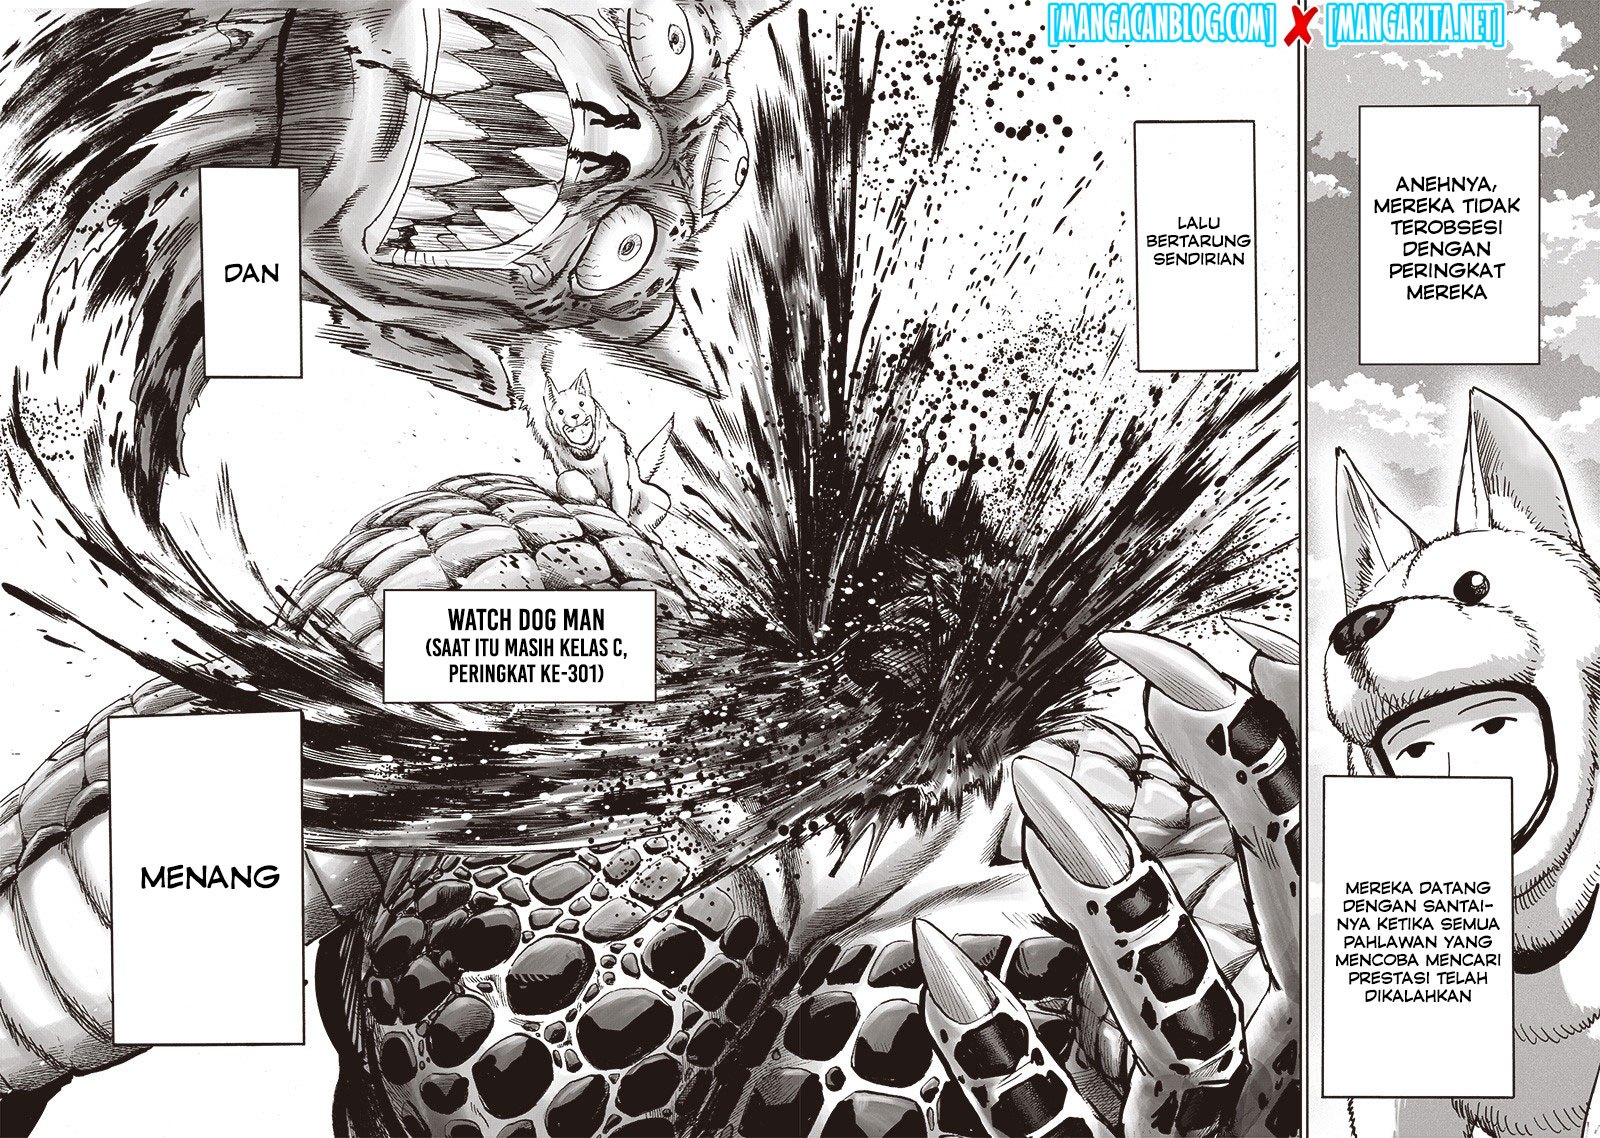 [MANGACANBLOG.COM] X [MANGAKITA.NET]
ANEHNYA,
MEREKA TIDAK
TEROBSESI
DENGAN
PERINGKAT
MEREKA
MEREKA DATANG
DENGAN SANTAI-
NYA KETIKA SEMUA
PAHLAWAN YANG
MENCOBA MENCARI
PRESTASI TELAH
DIKALAHKAN
LALU
BERTARUNG
SENDIRIAN
DAN
WATCH DOG MAN
(SAAT ITU MASIH KELAS C,
PERINGKAT KE-301)
MENANG